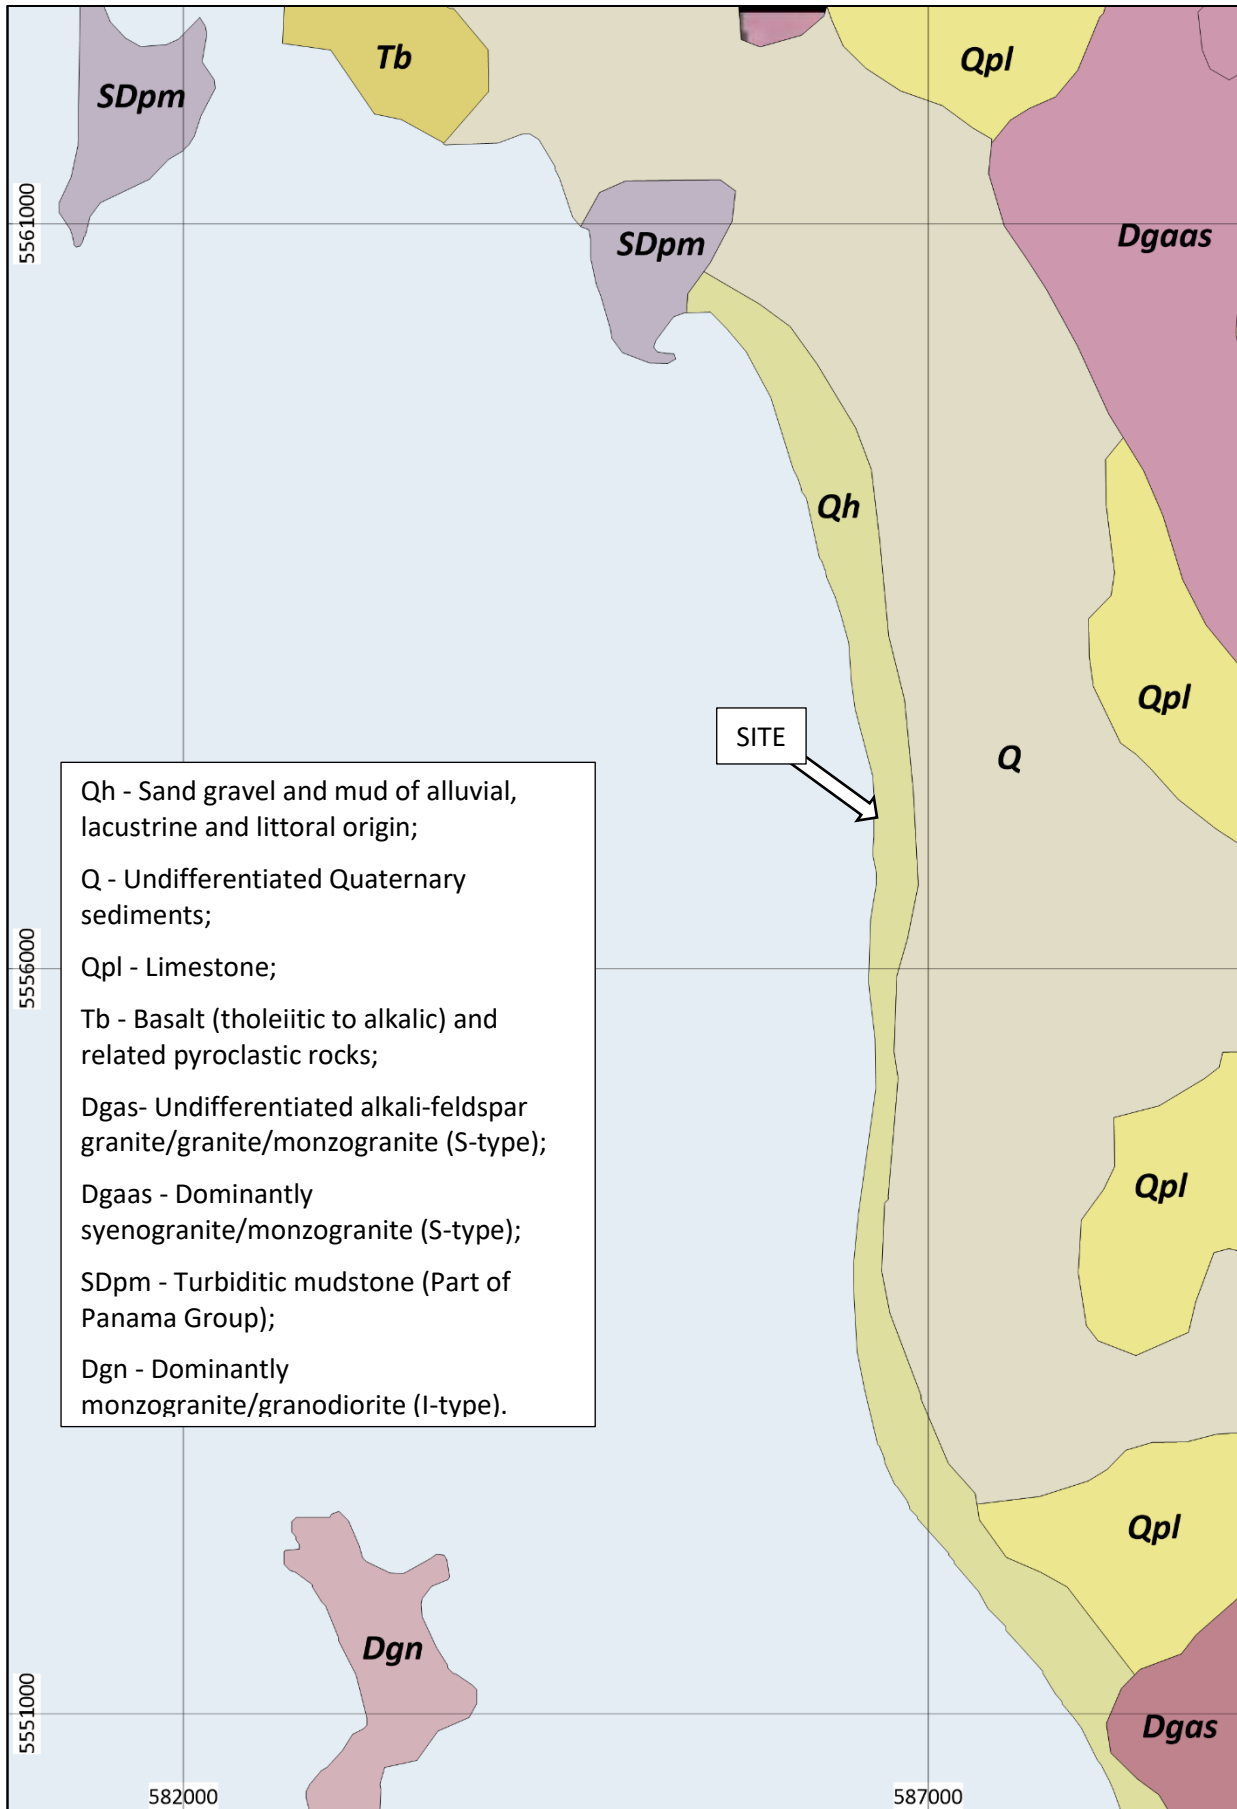 Tb
Qpl
SDpm
5561000
SDpm
Dgaas
Qh
Qpl
SITE
Q
Qh - Sand gravel and mud of alluvial,
lacustrine and littoral origin;
Q - Undifferentiated Quaternary
sediments;
Qpl - Limestone;
Tb - Basalt (tholeiitic to alkalic) and
related pyroclastic rocks;
Dgas- Undifferentiated alkali-feldspar
granite/granite/monzogranite (S-type);
Dgaas - Dominantly
syenogranite/monzogranite (S-type);
SDpm - Turbiditic mudstone (Part of
Panama Group);
Dgn - Dominantly
monzogranite/granodiorite (I-type).
5556000
Qpl
Qpl
Dgn
5551000
Dgas
582000
587000